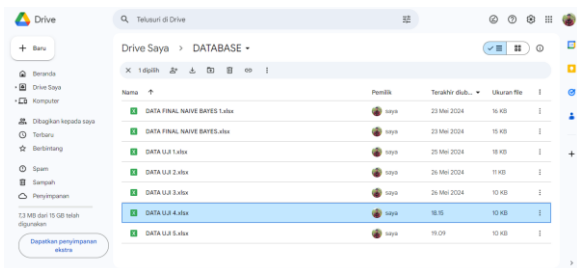 Drive
Telusuri di Drive
Baru
Drive Saya > DATABASE
1 dipilih
Beranda
Drive Saya
Komputer
Dibagikan kepada saya
Terbaru
Berbintang
Spam
Sampah
Penyimpanan
7,3 MB dari 15 GB telah
digunakan
Dapatkan penyimpanan
ekstra
Nama Pemilik Terakhir diub... Ukuran file
DATA FINAL NAIVE BAYES 1.xlsx saya 23 Mei 2024 16 KB
DATA FINAL NAIVE BAYES.xlsx saya 23 Mei 2024 15 KB
DATA UJI 1.xlsx saya 25 Mei 2024 18 KB
DATA UJI 2.xlsx saya 26 Mei 2024 11 KB
DATA UJI 3.xlsx saya 26 Mei 2024 10 KB
DATA UJI 4.xlsx saya 18.15 10 KB
DATA UJI 5.xlsx saya 19.09 10 KB